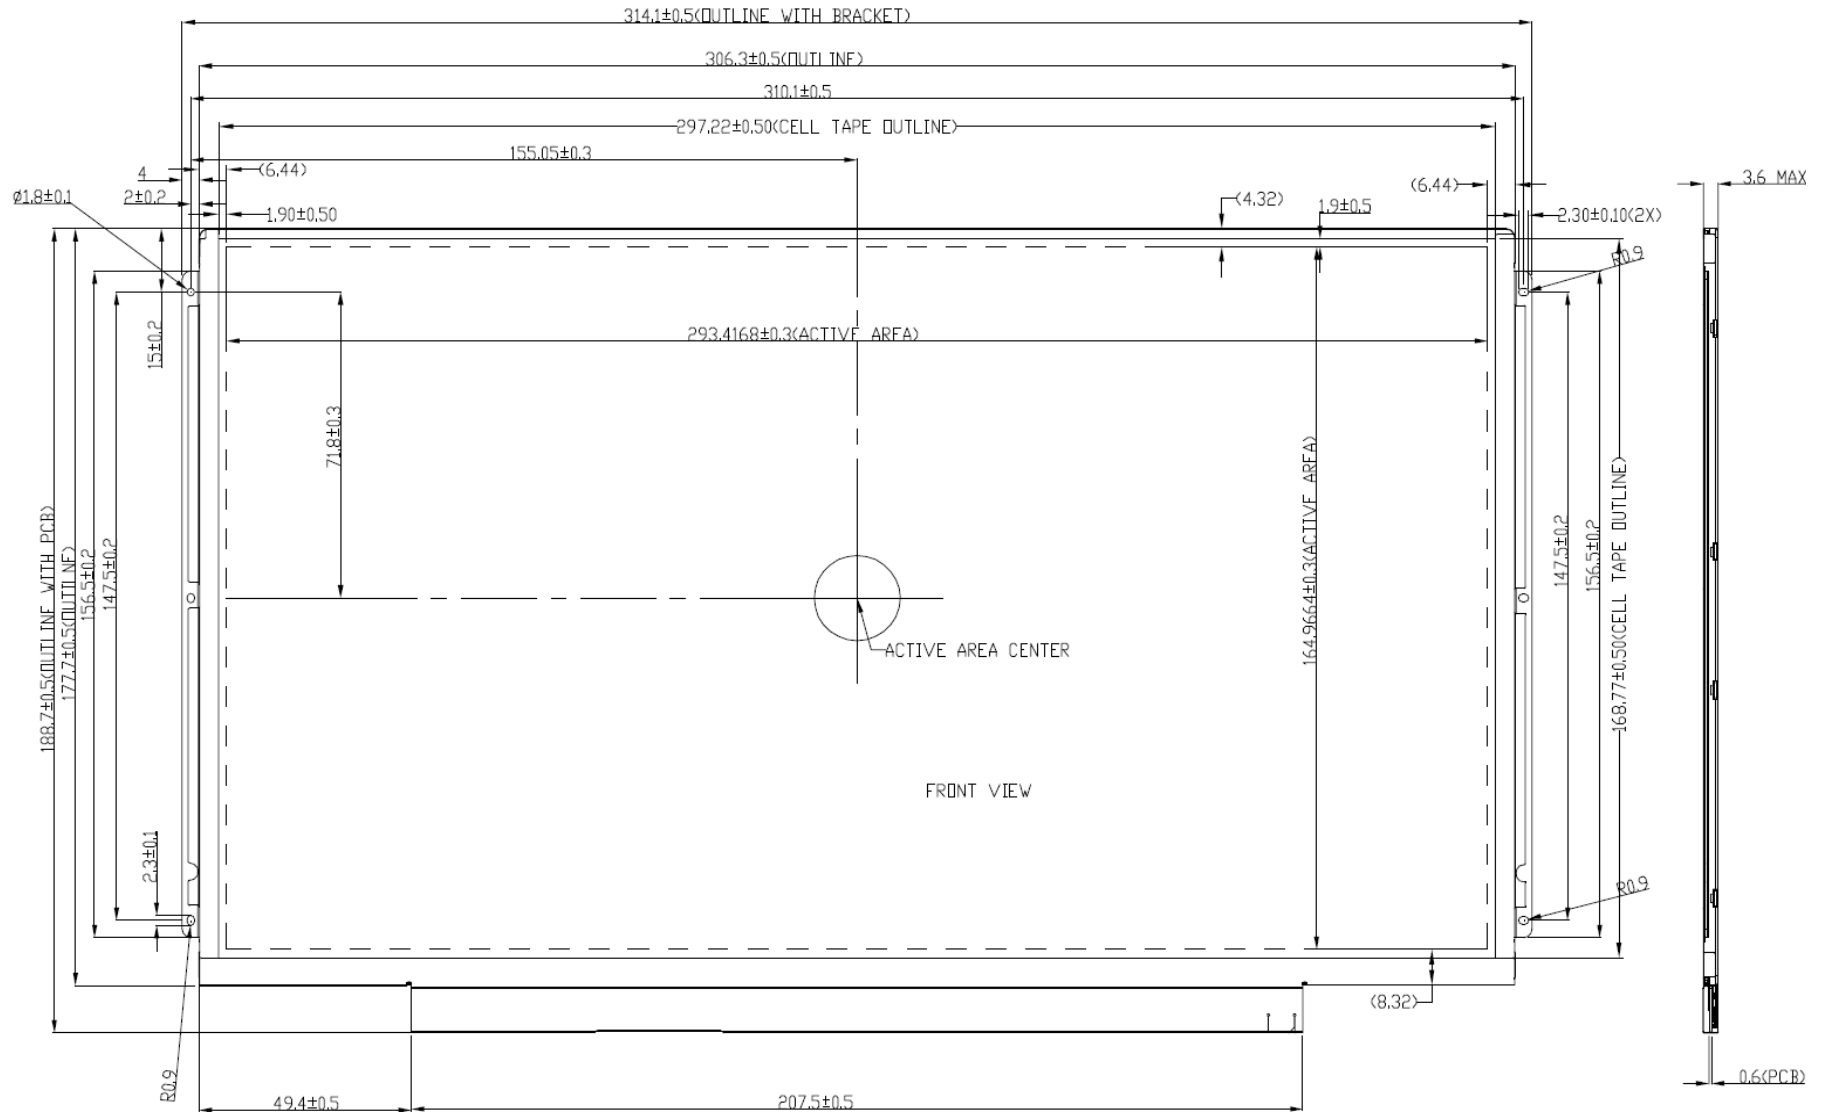 314.1±0.5(OUTLINE WITH BRACKET)
306.3±0.5(OUTLINE)
310.1±0.5
297.22±0.50(CELL TAPE OUTLINE)
155.05±0.3
4
(6.44)
(6.44)
3.6 MAX
Ø1.8±0.1
2±0.2
1.90±0.50
(4.32)
1.9±0.5
2.30±0.10(2X)
R0.9
15±0.2
293.4168±0.3(ACTIVE AREA)
71.8±0.3
188.7±0.5(OUTLINE WITH PCB)
177.7±0.5(OUTILNE)
156.5±0.2
147.5±0.2
164.9664±0.3(ACTIVE AREA)
147.5±0.2
156.5±0.2
168.77±0.50(CELL TAPE OUTLINE)
ACTIVE AREA CENTER
FRONT VIEW
2.3±0.1
R0.9
(8.32)
R0.9
49.4±0.5
207.5±0.5
0.6(PCB)